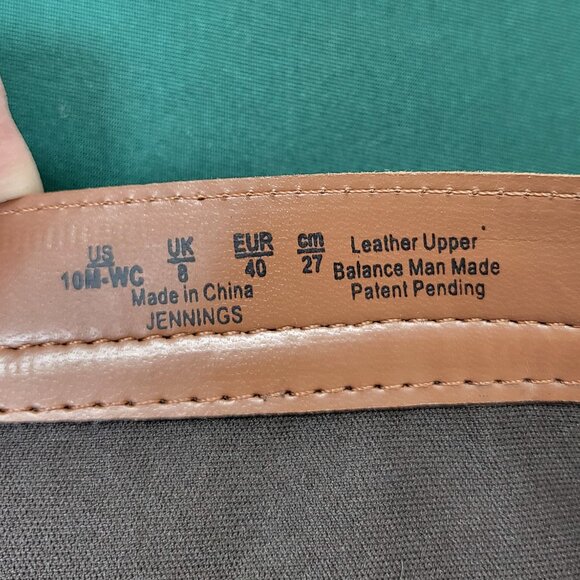 US UK EUR cm
10M-WC 8 40 27
Made in China
JENNINGS
Leather Upper
Balance Man Made
Patent Pending